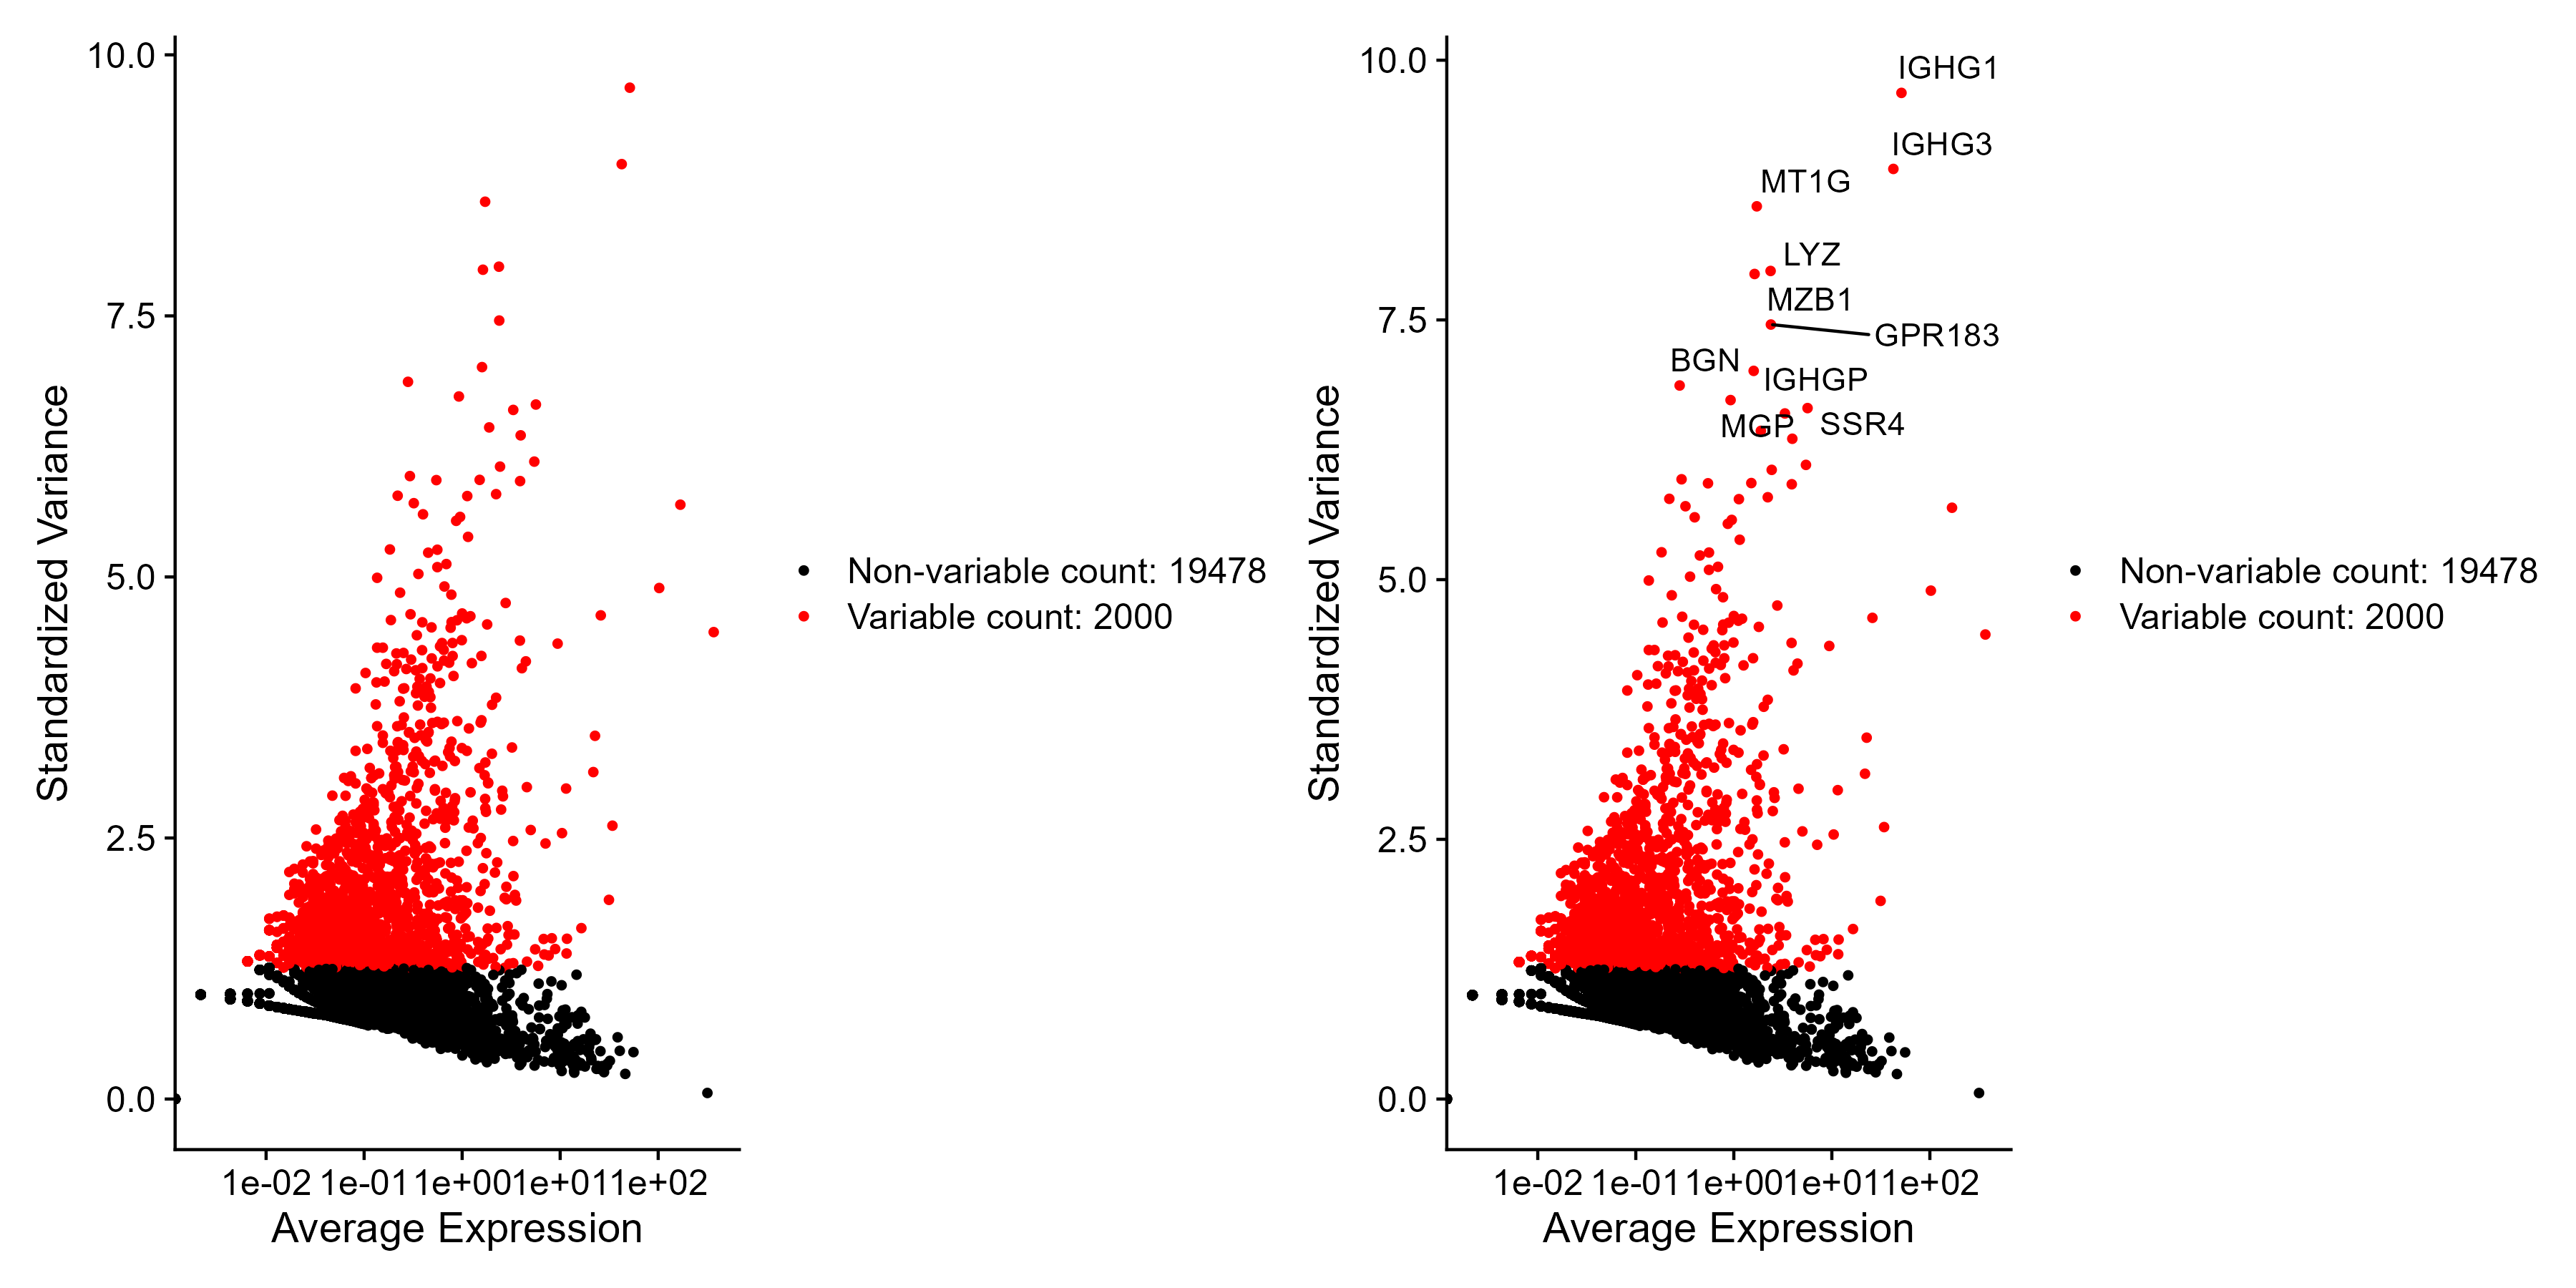 10.0
7.5
5.0
2.5
0.0
Standardized Variance
1e-02 1e-01 1e+00 1e+01 1e+02
Average Expression
Non-variable count: 19478
Variable count: 2000
10.0
7.5
5.0
2.5
0.0
Standardized Variance
IGHG1
IGHG3
MT1G
LYZ
MZB1
GPR183
BGN
IGHGP
MGP
SSR4
1e-02 1e-01 1e+00 1e+01 1e+02
Average Expression
Non-variable count: 19478
Variable count: 2000